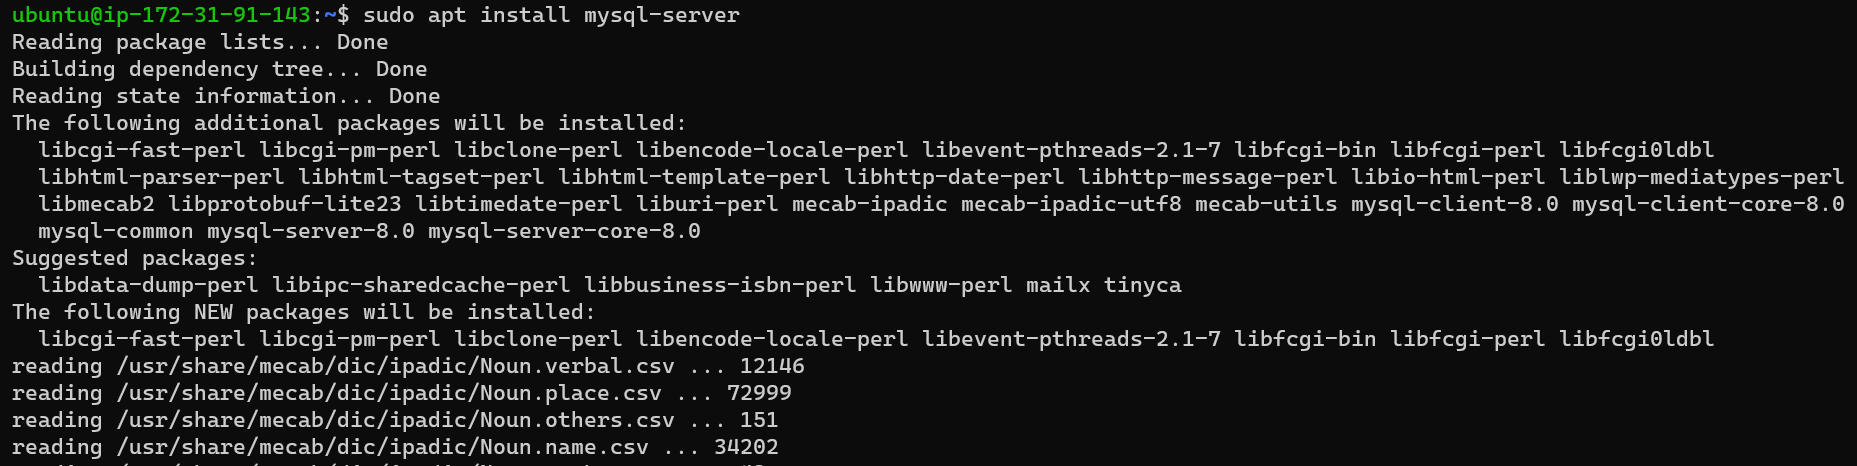 ubuntu@ip-172-31-91-143:~$ sudo apt install mysql-server
Reading package lists... Done
Building dependency tree... Done
Reading state information... Done
The following additional packages will be installed:
  libcgi-fast-perl libcgi-pm-perl libclone-perl libencode-locale-perl libevent-pthreads-2.1-7 libfcgi-bin libfcgi-perl libfcgi0ldbl
  libhtml-parser-perl libhtml-tagset-perl libhtml-template-perl libhttp-date-perl libhttp-message-perl libio-html-perl liblwp-mediatypes-perl
  libmecab2 libprotobuf-lite23 libtimedate-perl liburi-perl mecab-ipadic mecab-ipadic-utf8 mecab-utils mysql-client-8.0 mysql-client-core-8.0
  mysql-common mysql-server-8.0 mysql-server-core-8.0
Suggested packages:
  libdata-dump-perl libipc-sharedcache-perl libbusiness-isbn-perl libwww-perl mailx tinyca
The following NEW packages will be installed:
  libcgi-fast-perl libcgi-pm-perl libclone-perl libencode-locale-perl libevent-pthreads-2.1-7 libfcgi-bin libfcgi-perl libfcgi0ldbl
reading /usr/share/mecab/dic/ipadic/Noun.verbal.csv ... 12146
reading /usr/share/mecab/dic/ipadic/Noun.place.csv ... 72999
reading /usr/share/mecab/dic/ipadic/Noun.others.csv ... 151
reading /usr/share/mecab/dic/ipadic/Noun.name.csv ... 34202